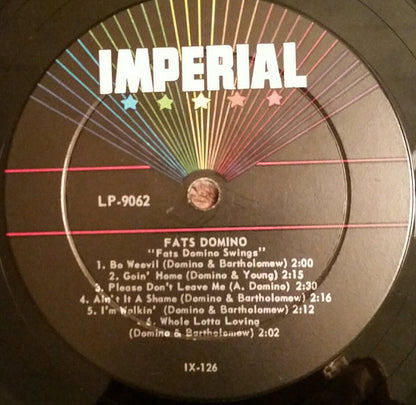 IMPERIAL
LP-9062
FATS DOMINO
"Fats Domino Swings"
1. Bo Weevil (Domino & Bartholomew) 2:00
2. Goin' Home (Domino & Young) 2:15
3. Please Don't Leave Me (A. Domino) 2:30
4. Ain't It A Shame (Domino & Bartholomew) 2:16
5. I'm Walkin' (Domino & Bartholomew) 2:12
6. Whole Lotta Loving
(Domino & Bartholomew) 2:02
IX-126